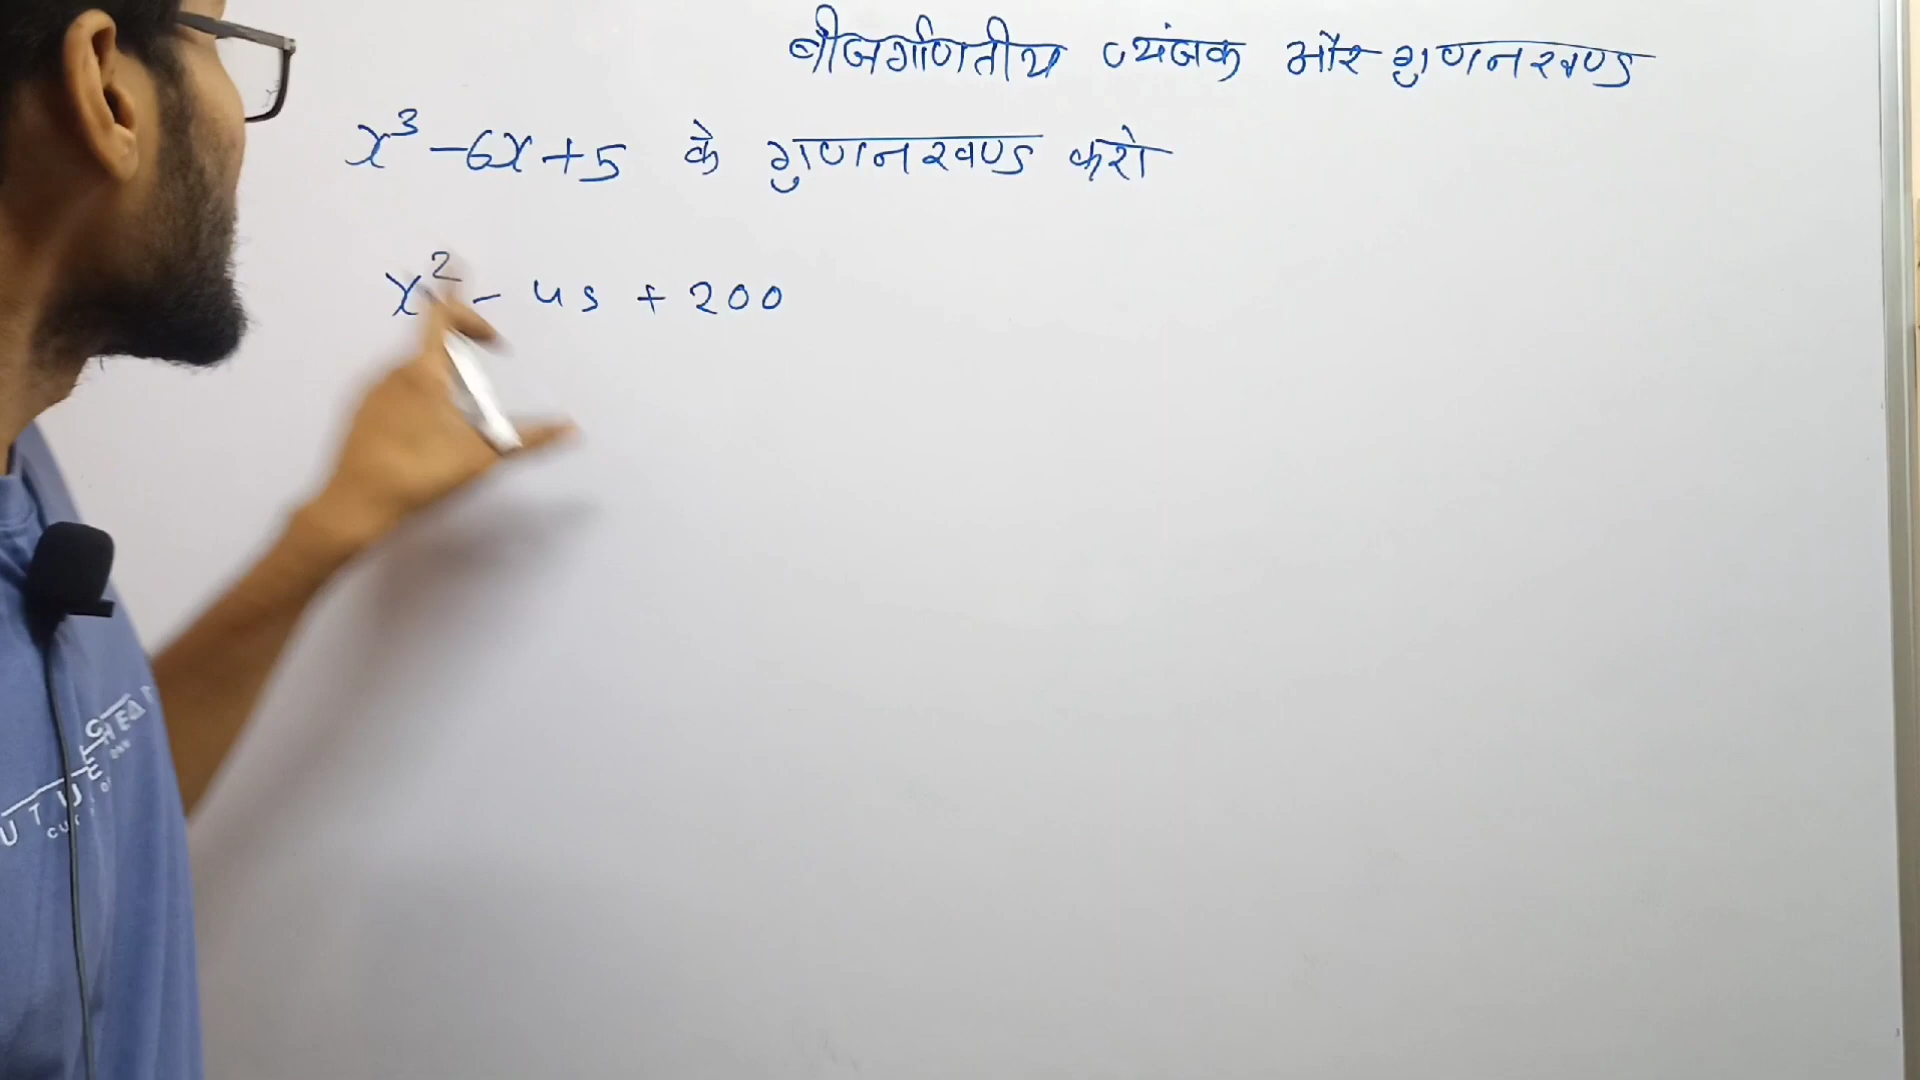 बीजगणितीय व्यंजक और गुणनखण्ड
x³ - 6x + 5 के गुणनखण्ड करो
x² - 45 + 200